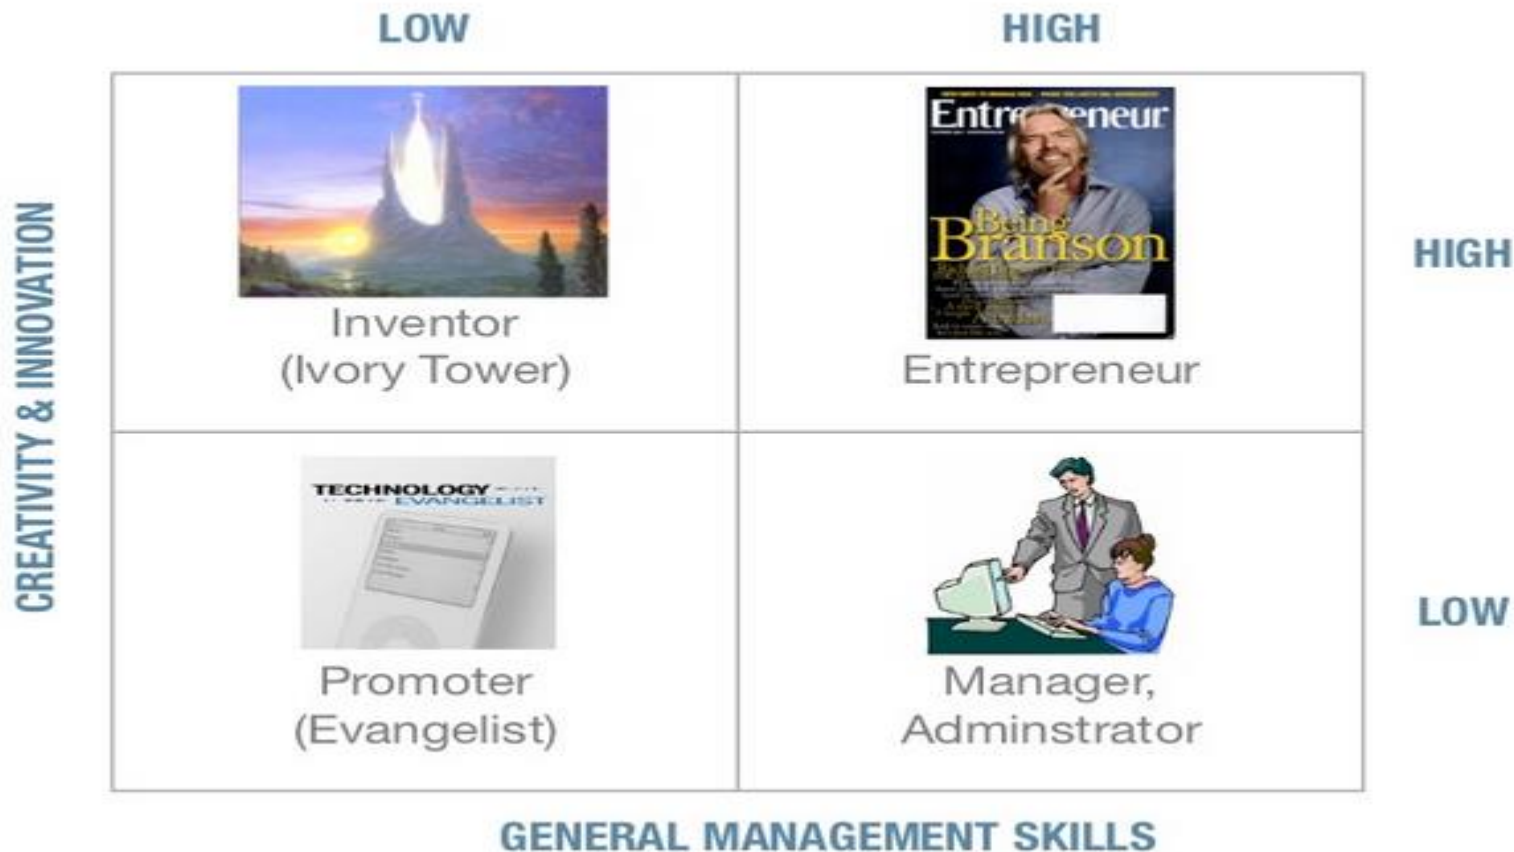 LOW
HIGH
CREATIVITY & INNOVATION
Entrepreneur
Being
Branson
HIGH
Inventor
(Ivory Tower)
Entrepreneur
TECHNOLOGY
EVANGELIST
LOW
Promoter
(Evangelist)
Manager,
Adminstrator
GENERAL MANAGEMENT SKILLS